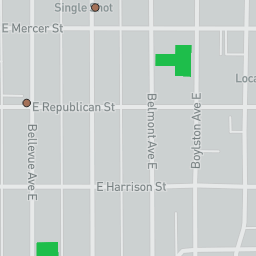 Single Shot
E Mercer St
Loca
E Republican St
Bellevue Ave E
Belmont Ave E
Boylston Ave E
E Harrison St